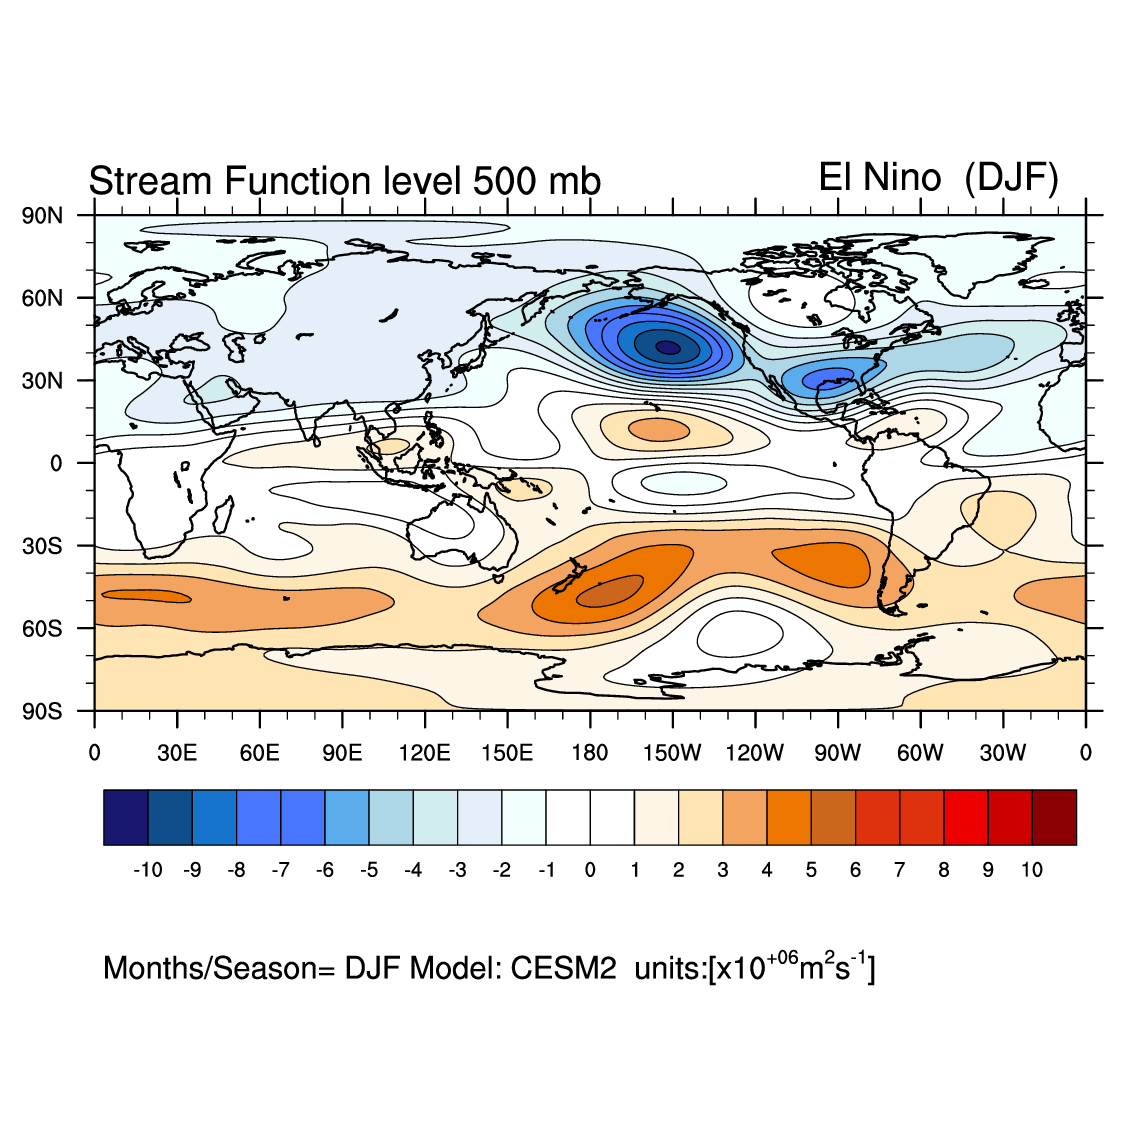 Stream Function level 500 mb El Nino (DJF)
90N
60N
30N
0
30S
60S
90S
0 30E 60E 90E 120E 150E 180 150W 120W 90W 60W 30W 0
-10 -9 -8 -7 -6 -5 -4 -3 -2 -1 0 1 2 3 4 5 6 7 8 9 10
Months/Season= DJF Model: CESM2 units:[x10+06m2s-1]